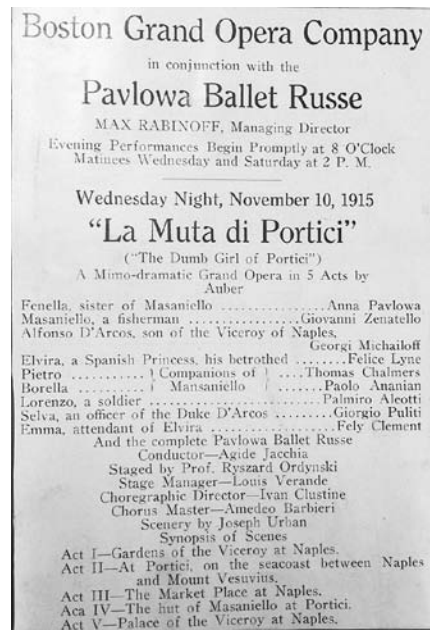 Boston Grand Opera Company
in conjunction with the
Pavlowa Ballet Russe
MAX RABINOFF, Managing Director
Evening Performances Begin Promptly at 8 O'Clock
Matinees Wednesday and Saturday at 2 P. M.
Wednesday Night, November 10, 1915
"La Muta di Portici"
("The Dumb Girl of Portici")
A Mimo-dramatic Grand Opera in 5 Acts by
Auber
Fenella, sister of Masaniello ................Anna Pavlowa
Masaniello, a fisherman ..................Giovanni Zenatello
Alfonso D'Arcos, son of the Viceroy of Naples,
Georgi Michailoff
Elvira, a Spanish Princess, his betrothed ........Felice Lyne
Pietro ...........} Companions of { ....Thomas Chalmers
Borella ..........} Mansaniello { ......Paolo Ananian
Lorenzo, a soldier .......................Palmiro Aleotti
Selva, an officer of the Duke D'Arcos ........Giorgio Puliti
Emma, attendant of Elvira ..................Fely Clement
And the complete Pavlowa Ballet Russe
Conductor—Agide Jacchia
Staged by Prof. Ryszard Ordynski
Stage Manager—Louis Verande
Choregraphic Director—Ivan Clustine
Chorus Master—Amedeo Barbieri
Scenery by Joseph Urban
Synopsis of Scenes
Act I—Gardens of the Viceroy at Naples.
Act II—At Portici, on the seacoast between Naples
and Mount Vesuvius.
Act III—The Market Place at Naples.
Aca IV—The hut of Masaniello at Portici.
Act V—Palace of the Viceroy at Naples.